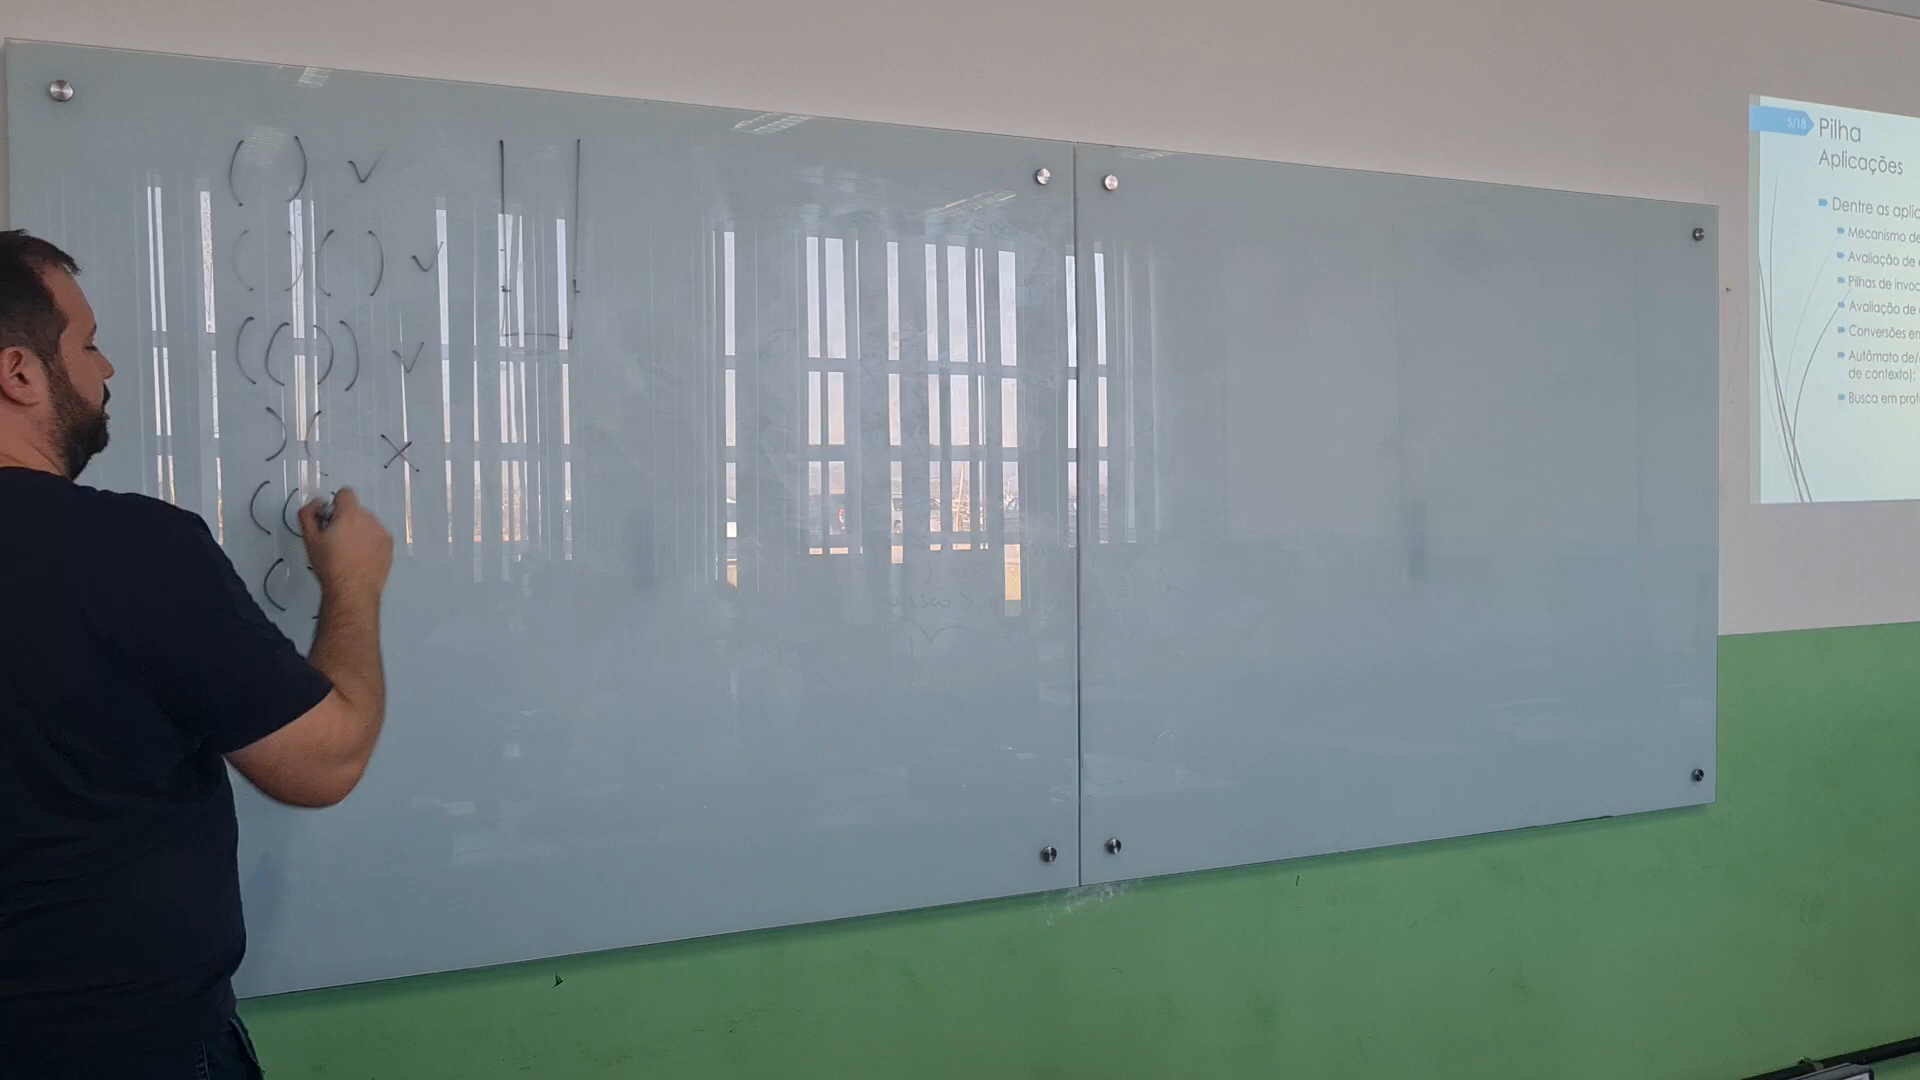 ( ) ✓
( ) ( ) ✓
( ( ) ) ✓
) ( ×
( (
(
5/18
Pilha
Aplicações
Dentre as aplic
Mecanismo de
Avaliação de
Pilhas de Invoc
Avaliação de
Conversões en
Autômato de/
de contexto);
Busca em prof